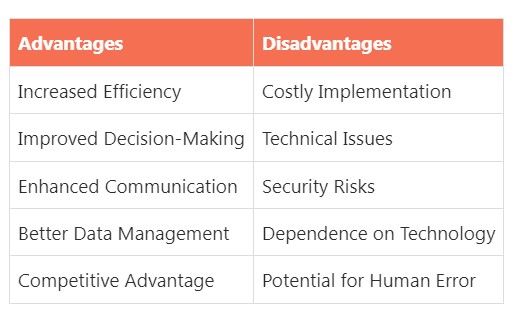 Advantages Disadvantages
Increased Efficiency Costly Implementation
Improved Decision-Making Technical Issues
Enhanced Communication Security Risks
Better Data Management Dependence on Technology
Competitive Advantage Potential for Human Error